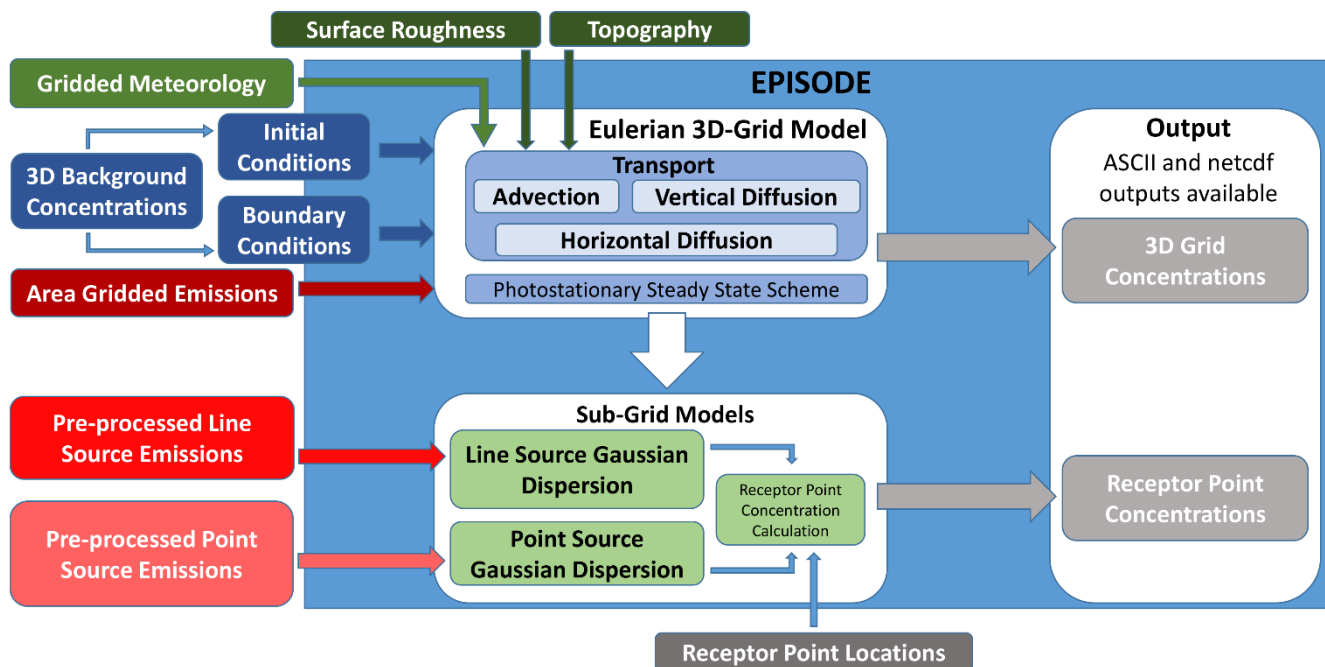 Surface Roughness
Topography
Gridded Meteorology
EPISODE
Initial
Conditions
Eulerian 3D-Grid Model
Output
ASCII and netcdf
outputs available
Transport
3D Background
Concentrations
Advection
Vertical Diffusion
Boundary
Conditions
Horizontal Diffusion
3D Grid
Concentrations
Area Gridded Emissions
Photostationary Steady State Scheme
Sub-Grid Models
Pre-processed Line
Source Emissions
Line Source Gaussian
Dispersion
Receptor Point
Concentration
Calculation
Receptor Point
Concentrations
Pre-processed Point
Source Emissions
Point Source
Gaussian Dispersion
Receptor Point Locations